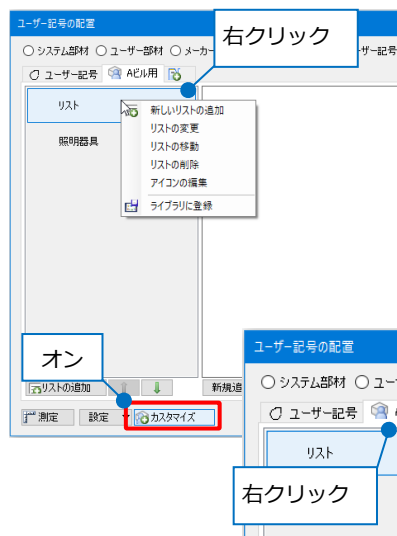 ユーザー記号の配置
右クリック
○ システム部材 ○ ユーザー部材 ○ メーカー
ーザー記号
ユーザー記号 Aビル用
リスト
新しいリストの追加
リストの変更
照明器具
リストの移動
リストの削除
アイコンの編集
ライブラリに登録
オン
リストの追加
新規追
測定 設定 カスタマイズ
ユーザー記号の配置
○ システム部材 ○ ユー
ユーザー記号
リスト
右クリック